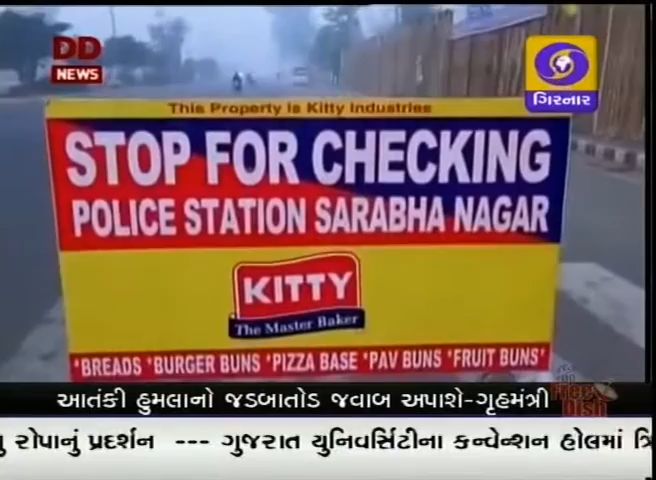 DD
NEWS
ગિરનાર
This Property is Kitty Industries
STOP FOR CHECKING
POLICE STATION SARABHA NAGAR
KITTY
The Master Baker
*BREADS *BURGER BUNS *PIZZA BASE *PAV BUNS *FRUIT BUNS*
આતંકી હુમલાનો જડબાતોડ જવાબ અપાશે-ગૃહમંત્રી
Free Dish
રોપાનું પ્રદર્શન --- ગુજરાત યુનિવર્સિટીના કન્વેન્શન હોલમાં